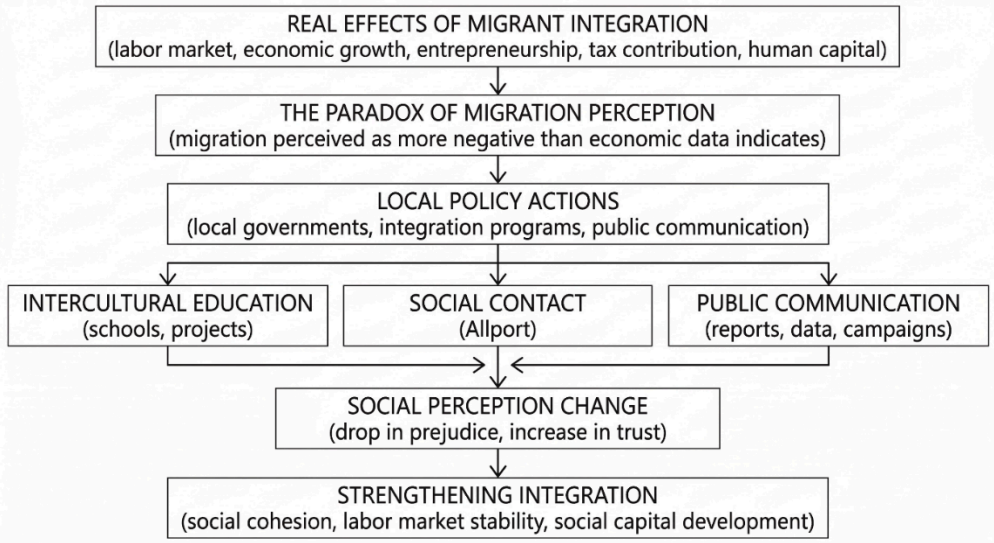 REAL EFFECTS OF MIGRANT INTEGRATION
(labor market, economic growth, entrepreneurship, tax contribution, human capital)
THE PARADOX OF MIGRATION PERCEPTION
(migration perceived as more negative than economic data indicates)
LOCAL POLICY ACTIONS
(local governments, integration programs, public communication)
INTERCULTURAL EDUCATION
(schools, projects)
SOCIAL CONTACT
(Allport)
PUBLIC COMMUNICATION
(reports, data, campaigns)
SOCIAL PERCEPTION CHANGE
(drop in prejudice, increase in trust)
STRENGTHENING INTEGRATION
(social cohesion, labor market stability, social capital development)